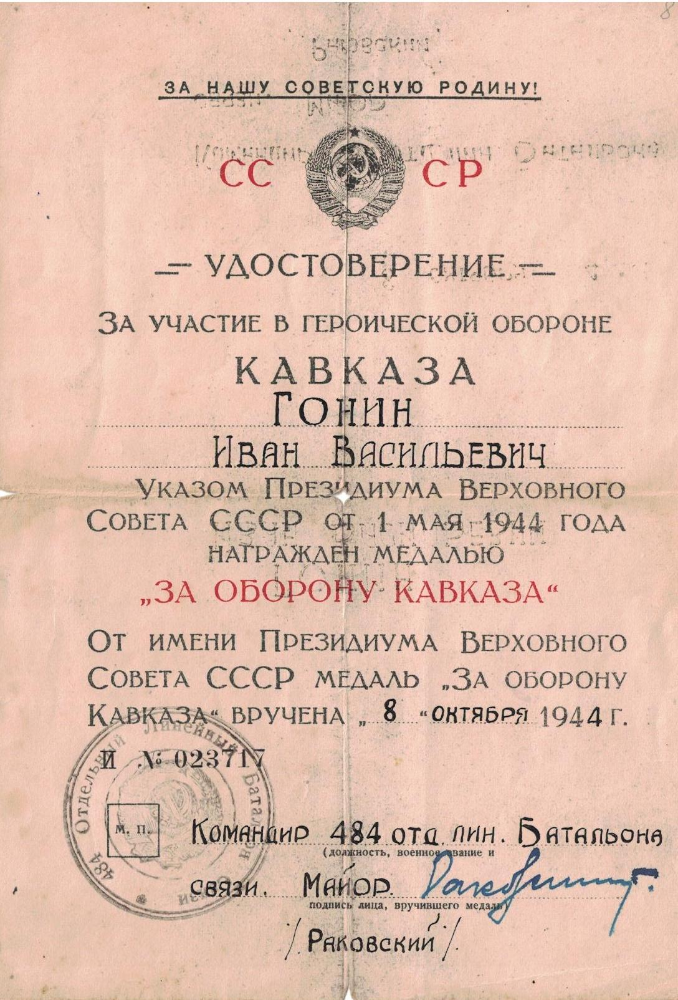 8
ЗА НАШУ СОВЕТСКУЮ РОДИНУ!
СС СР
УДОСТОВЕРЕНИЕ
ЗА УЧАСТИЕ В ГЕРОИЧЕСКОЙ ОБОРОНЕ
КАВКАЗА
ГОНИН
ИВАН ВАСИЛЬЕВИЧ
УКАЗОМ ПРЕЗИДИУМА ВЕРХОВНОГО
СОВЕТА СССР ОТ 1 МАЯ 1944 ГОДА
НАГРАЖДЕН МЕДАЛЬЮ
„ЗА ОБОРОНУ КАВКАЗА“
ОТ ИМЕНИ ПРЕЗИДИУМА ВЕРХОВНОГО
СОВЕТА СССР МЕДАЛЬ „ЗА ОБОРОНУ
КАВКАЗА“ ВРУЧЕНА „ 8 “ ОКТЯБРЯ 1944 Г.
И № 023717
484 Отдельный Линейный Батальон Связи
М. П.
Командир 484 отд. лин. Батальона
(должность, военное звание и
связи. Майор. Раковский
подпись лица, вручившего медаль)
/. Раковский /.